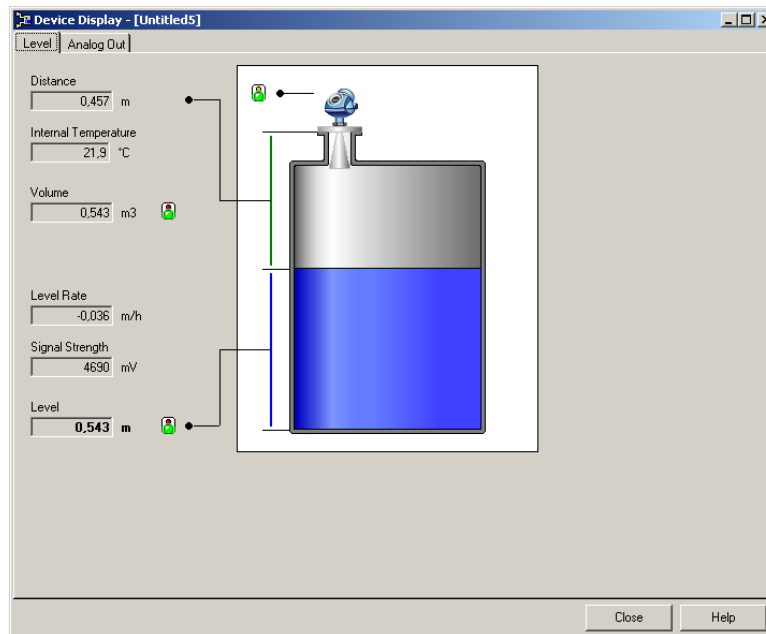 Device Display - [Untitled5]
Level Analog Out
Distance
0,457 m
Internal Temperature
21,9 °C
Volume
0,543 m3
Level Rate
-0,036 m/h
Signal Strength
4690 mV
Level
0,543 m
Close Help